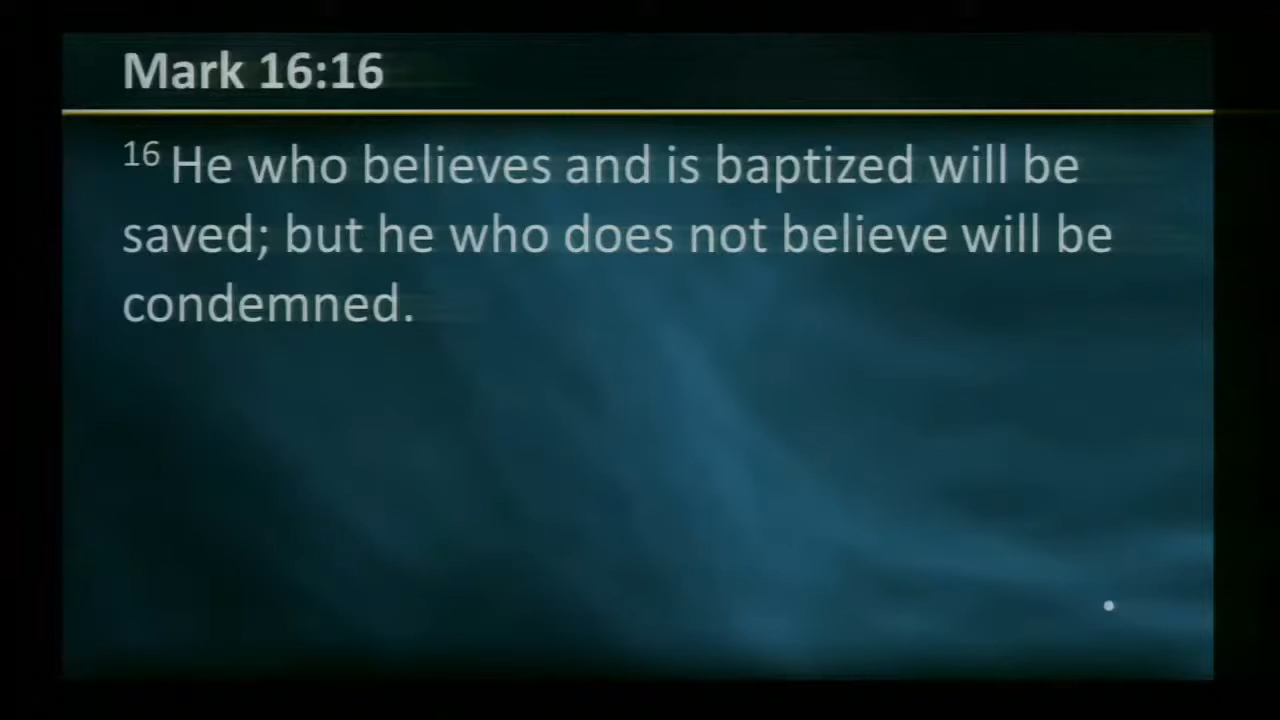 Mark 16:16
16 He who believes and is baptized will be
saved; but he who does not believe will be
condemned.